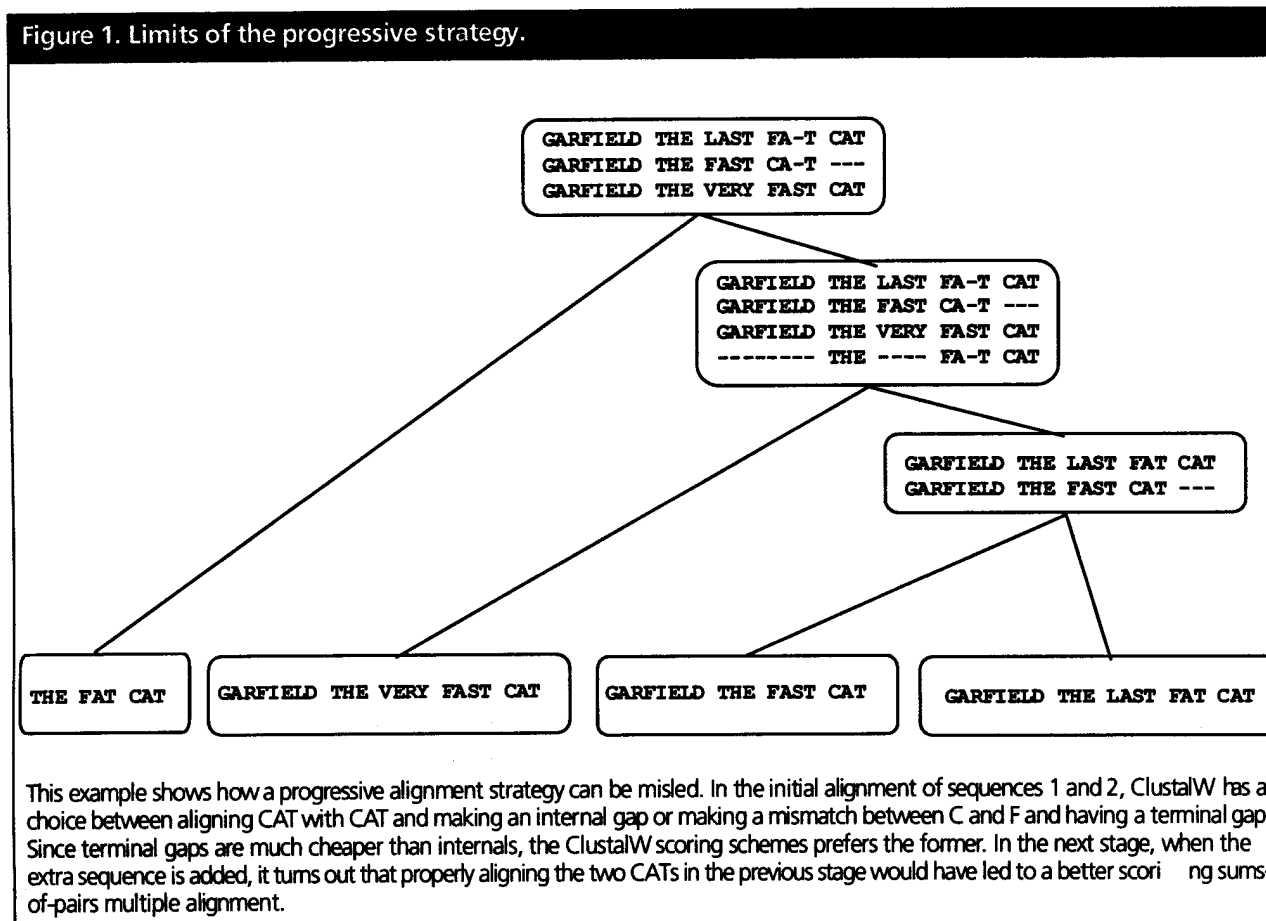 Figure 1. Limits of the progressive strategy.
GARFIELD THE LAST FA-T CAT
GARFIELD THE FAST CA-T ---
GARFIELD THE VERY FAST CAT
GARFIELD THE LAST FA-T CAT
GARFIELD THE FAST CA-T ---
GARFIELD THE VERY FAST CAT
-------- THE ---- FA-T CAT
GARFIELD THE LAST FAT CAT
GARFIELD THE FAST CAT ---
THE FAT CAT
GARFIELD THE VERY FAST CAT
GARFIELD THE FAST CAT
GARFIELD THE LAST FAT CAT
This example shows how a progressive alignment strategy can be misled. In the initial alignment of sequences 1 and 2, ClustalW has a
choice between aligning CAT with CAT and making an internal gap or making a mismatch between C and F and having a terminal gap
Since terminal gaps are much cheaper than internals, the ClustalW scoring schemes prefers the former. In the next stage, when the
extra sequence is added, it turns out that properly aligning the two CATs in the previous stage would have led to a better scori ng sums-
of-pairs multiple alignment.